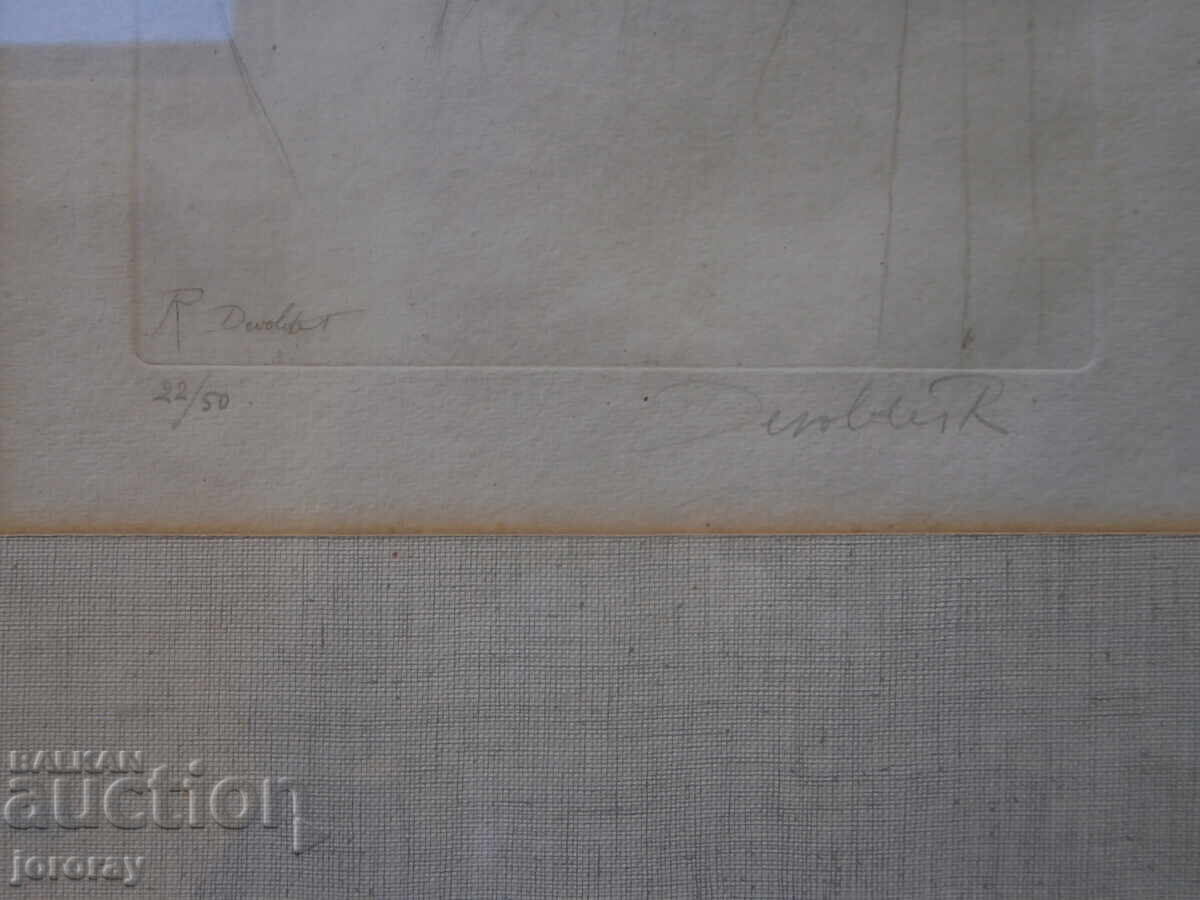 R Devolder
22/50.
Devolder R
BALKAN
auction
jororay